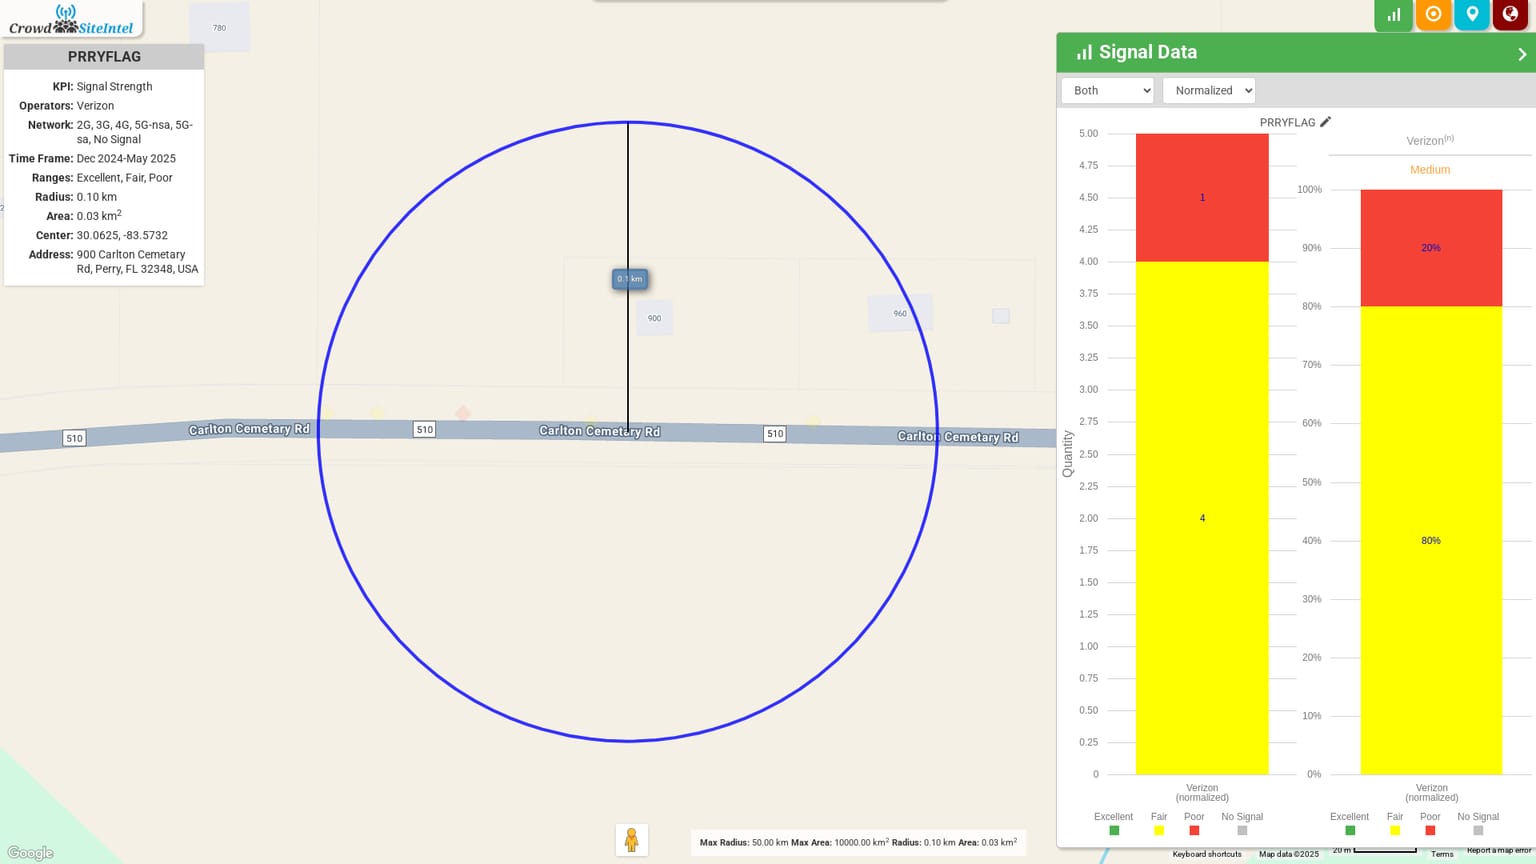 Crowd SiteIntel
PRRYFLAG
KPI: Signal Strength
Operators: Verizon
Network: 2G, 3G, 4G, 5G-nsa, 5G-
sa, No Signal
Time Frame: Dec 2024-May 2025
Ranges: Excellent, Fair, Poor
Radius: 0.10 km
Area: 0.03 km²
Center: 30.0625, -83.5732
Address: 900 Carlton Cemetary
Rd, Perry, FL 32348, USA
780
0.1 km
900
960
510
Carlton Cemetary Rd
510
Carlton Cemetary Rd
510
Carlton Cemetary Rd
Google
Max Radius: 50.00 km Max Area: 10000.00 km² Radius: 0.10 km Area: 0.03 km²
Signal Data
Both
Normalized
PRRYFLAG
Quantity
5.00
4.75
4.50
4.25
4.00
3.75
3.50
3.25
3.00
2.75
2.50
2.25
2.00
1.75
1.50
1.25
1.00
0.75
0.50
0.25
0
1
4
Verizon
(normalized)
Excellent Fair Poor No Signal
Verizon(n)
Medium
100%
90%
80%
70%
60%
50%
40%
30%
20%
10%
0%
20%
80%
Verizon
(normalized)
Excellent Fair Poor No Signal
Keyboard shortcuts Map data ©2025 20 m Terms Report a map error